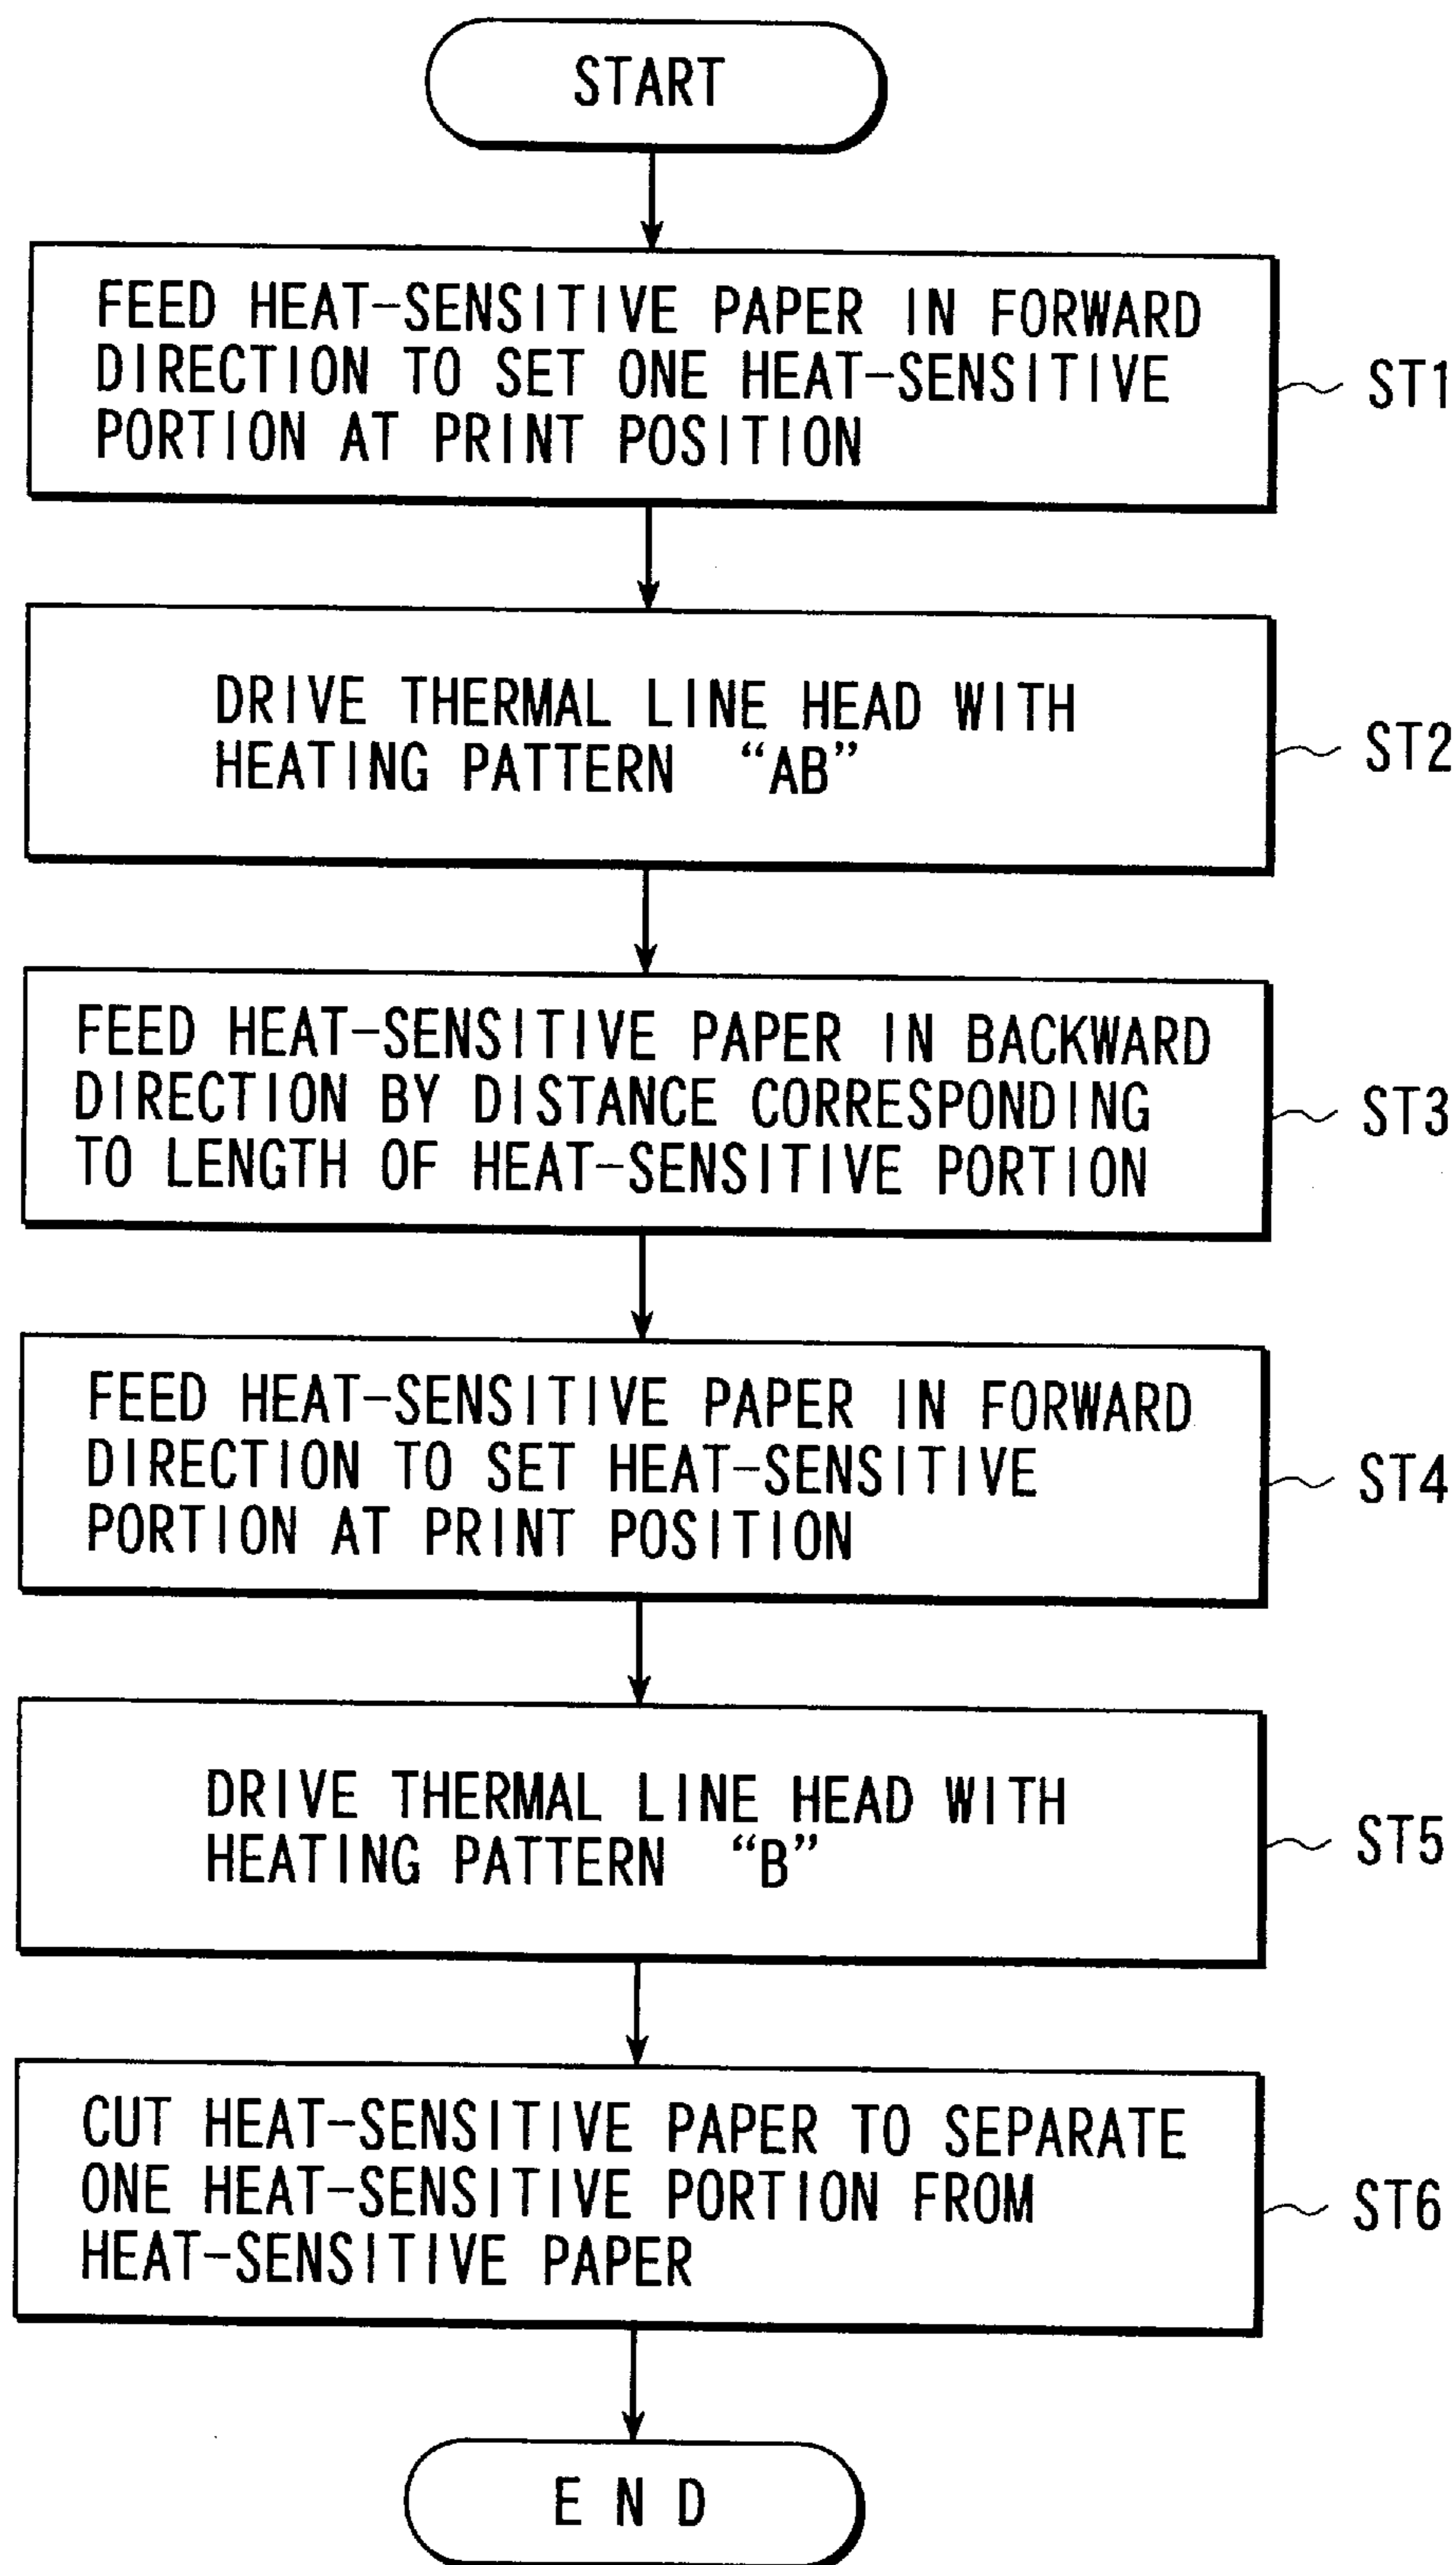 START
FEED HEAT-SENSITIVE PAPER IN FORWARD
DIRECTION TO SET ONE HEAT-SENSITIVE
PORTION AT PRINT POSITION
ST1
DRIVE THERMAL LINE HEAD WITH
HEATING PATTERN “AB”
ST2
FEED HEAT-SENSITIVE PAPER IN BACKWARD
DIRECTION BY DISTANCE CORRESPONDING
TO LENGTH OF HEAT-SENSITIVE PORTION
ST3
FEED HEAT-SENSITIVE PAPER IN FORWARD
DIRECTION TO SET HEAT-SENSITIVE
PORTION AT PRINT POSITION
ST4
DRIVE THERMAL LINE HEAD WITH
HEATING PATTERN “B”
ST5
CUT HEAT-SENSITIVE PAPER TO SEPARATE
ONE HEAT-SENSITIVE PORTION FROM
HEAT-SENSITIVE PAPER
ST6
END